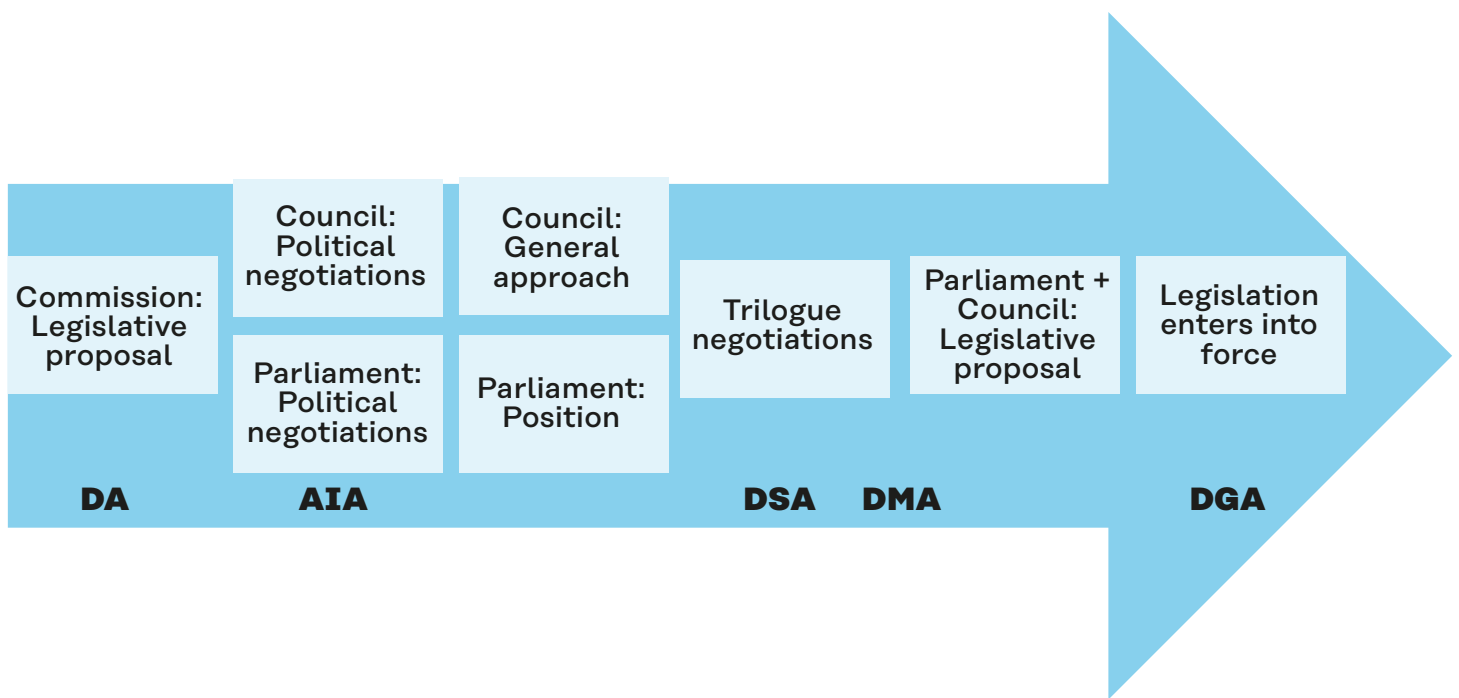 Commission:
Legislative
proposal
Council:
Political
negotiations
Parliament:
Political
negotiations
Council:
General
approach
Parliament:
Position
Trilogue
negotiations
Parliament +
Council:
Legislative
proposal
Legislation
enters into
force
DA
AIA
DSA
DMA
DGA